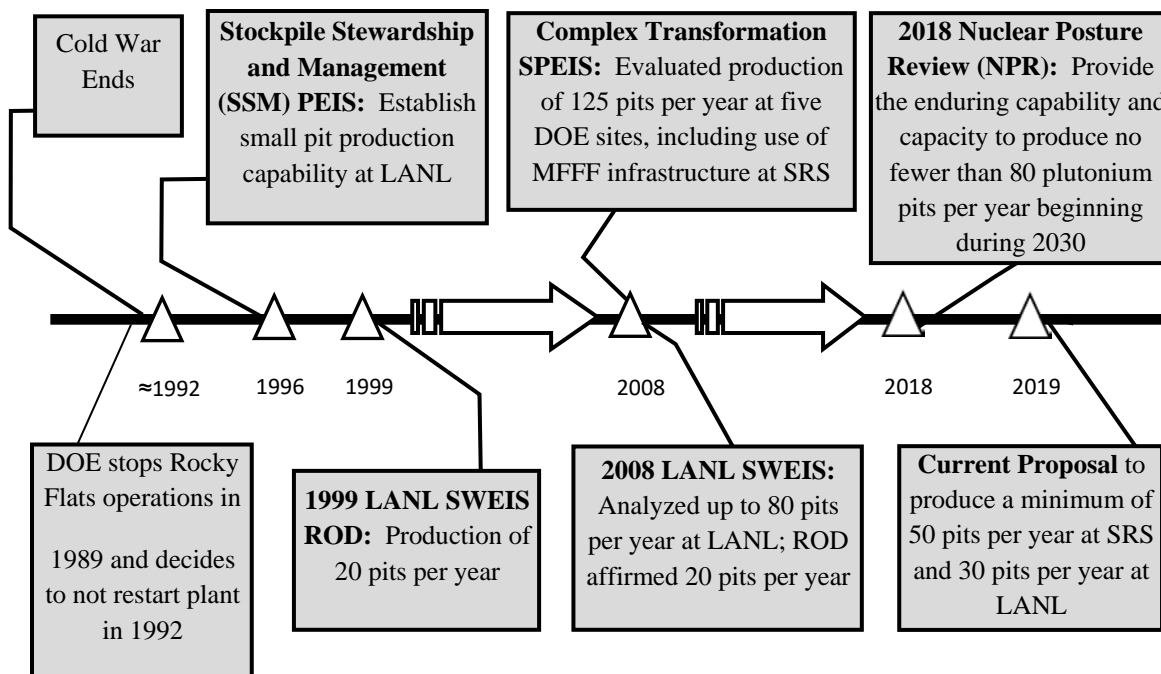 Cold War
Ends
Stockpile Stewardship
and Management
(SSM) PEIS: Establish
small pit production
capability at LANL
Complex Transformation
SPEIS: Evaluated production
of 125 pits per year at five
DOE sites, including use of
MFFF infrastructure at SRS
2018 Nuclear Posture
Review (NPR): Provide
the enduring capability and
capacity to produce no
fewer than 80 plutonium
pits per year beginning
during 2030
≈1992
1996
1999
2008
2018
2019
DOE stops Rocky
Flats operations in
1989 and decides
to not restart plant
in 1992
1999 LANL SWEIS
ROD: Production of
20 pits per year
2008 LANL SWEIS:
Analyzed up to 80 pits
per year at LANL; ROD
affirmed 20 pits per year
Current Proposal to
produce a minimum of
50 pits per year at SRS
and 30 pits per year at
LANL